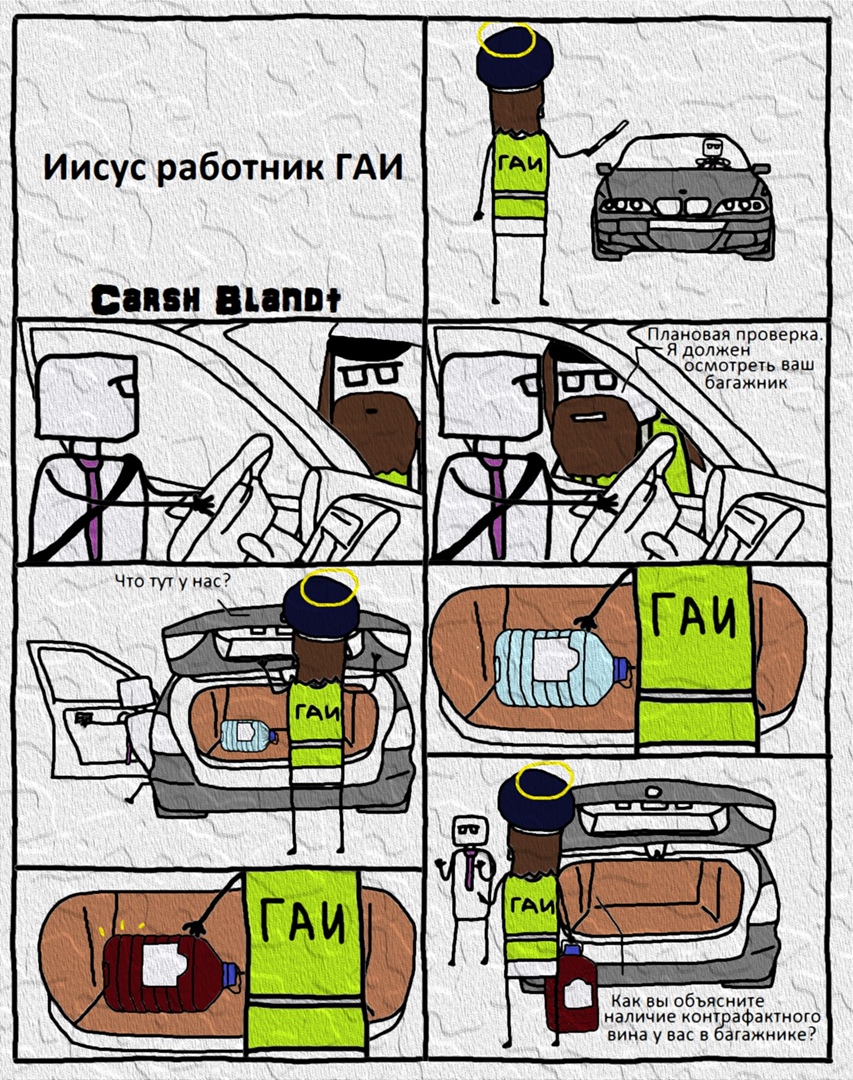 Иисус работник ГАИ
Carsh Blandt
ГАИ
Плановая проверка.
Я должен
осмотреть ваш
багажник
Что тут у нас?
ГАИ
ГАИ
ГАИ
ГАИ
Как вы объясните
наличие контрафактного
вина у вас в багажнике?